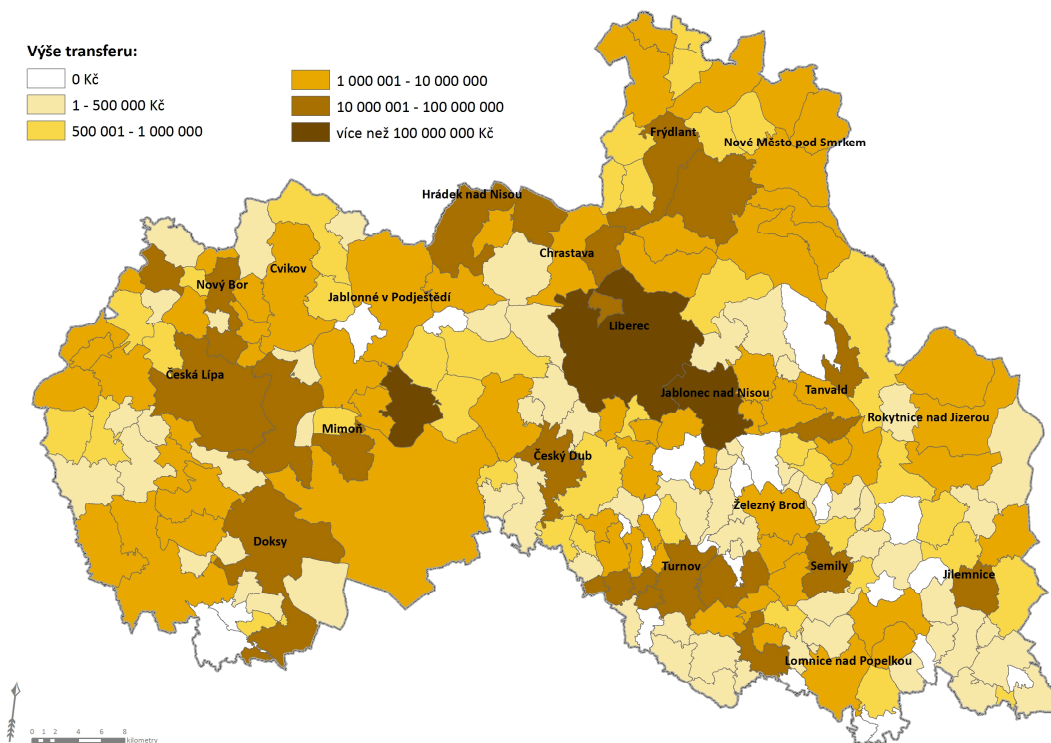 Výše transferu:
0 Kč
1 - 500 000 Kč
500 001 - 1 000 000
1 000 001 - 10 000 000
10 000 001 - 100 000 000
více než 100 000 000 Kč
Frýdlant
Nové Město pod Smrkem
Hrádek nad Nisou
Chrastava
Cvikov
Nový Bor
Jablonné v Podještědí
Liberec
Česká Lípa
Jablonec nad Nisou
Tanvald
Rokytnice nad Jizerou
Mimoň
Český Dub
Železný Brod
Doksy
Turnov
Semily
Jilemnice
Lomnice nad Popelkou
0 1 2 4 6 8
kilometry